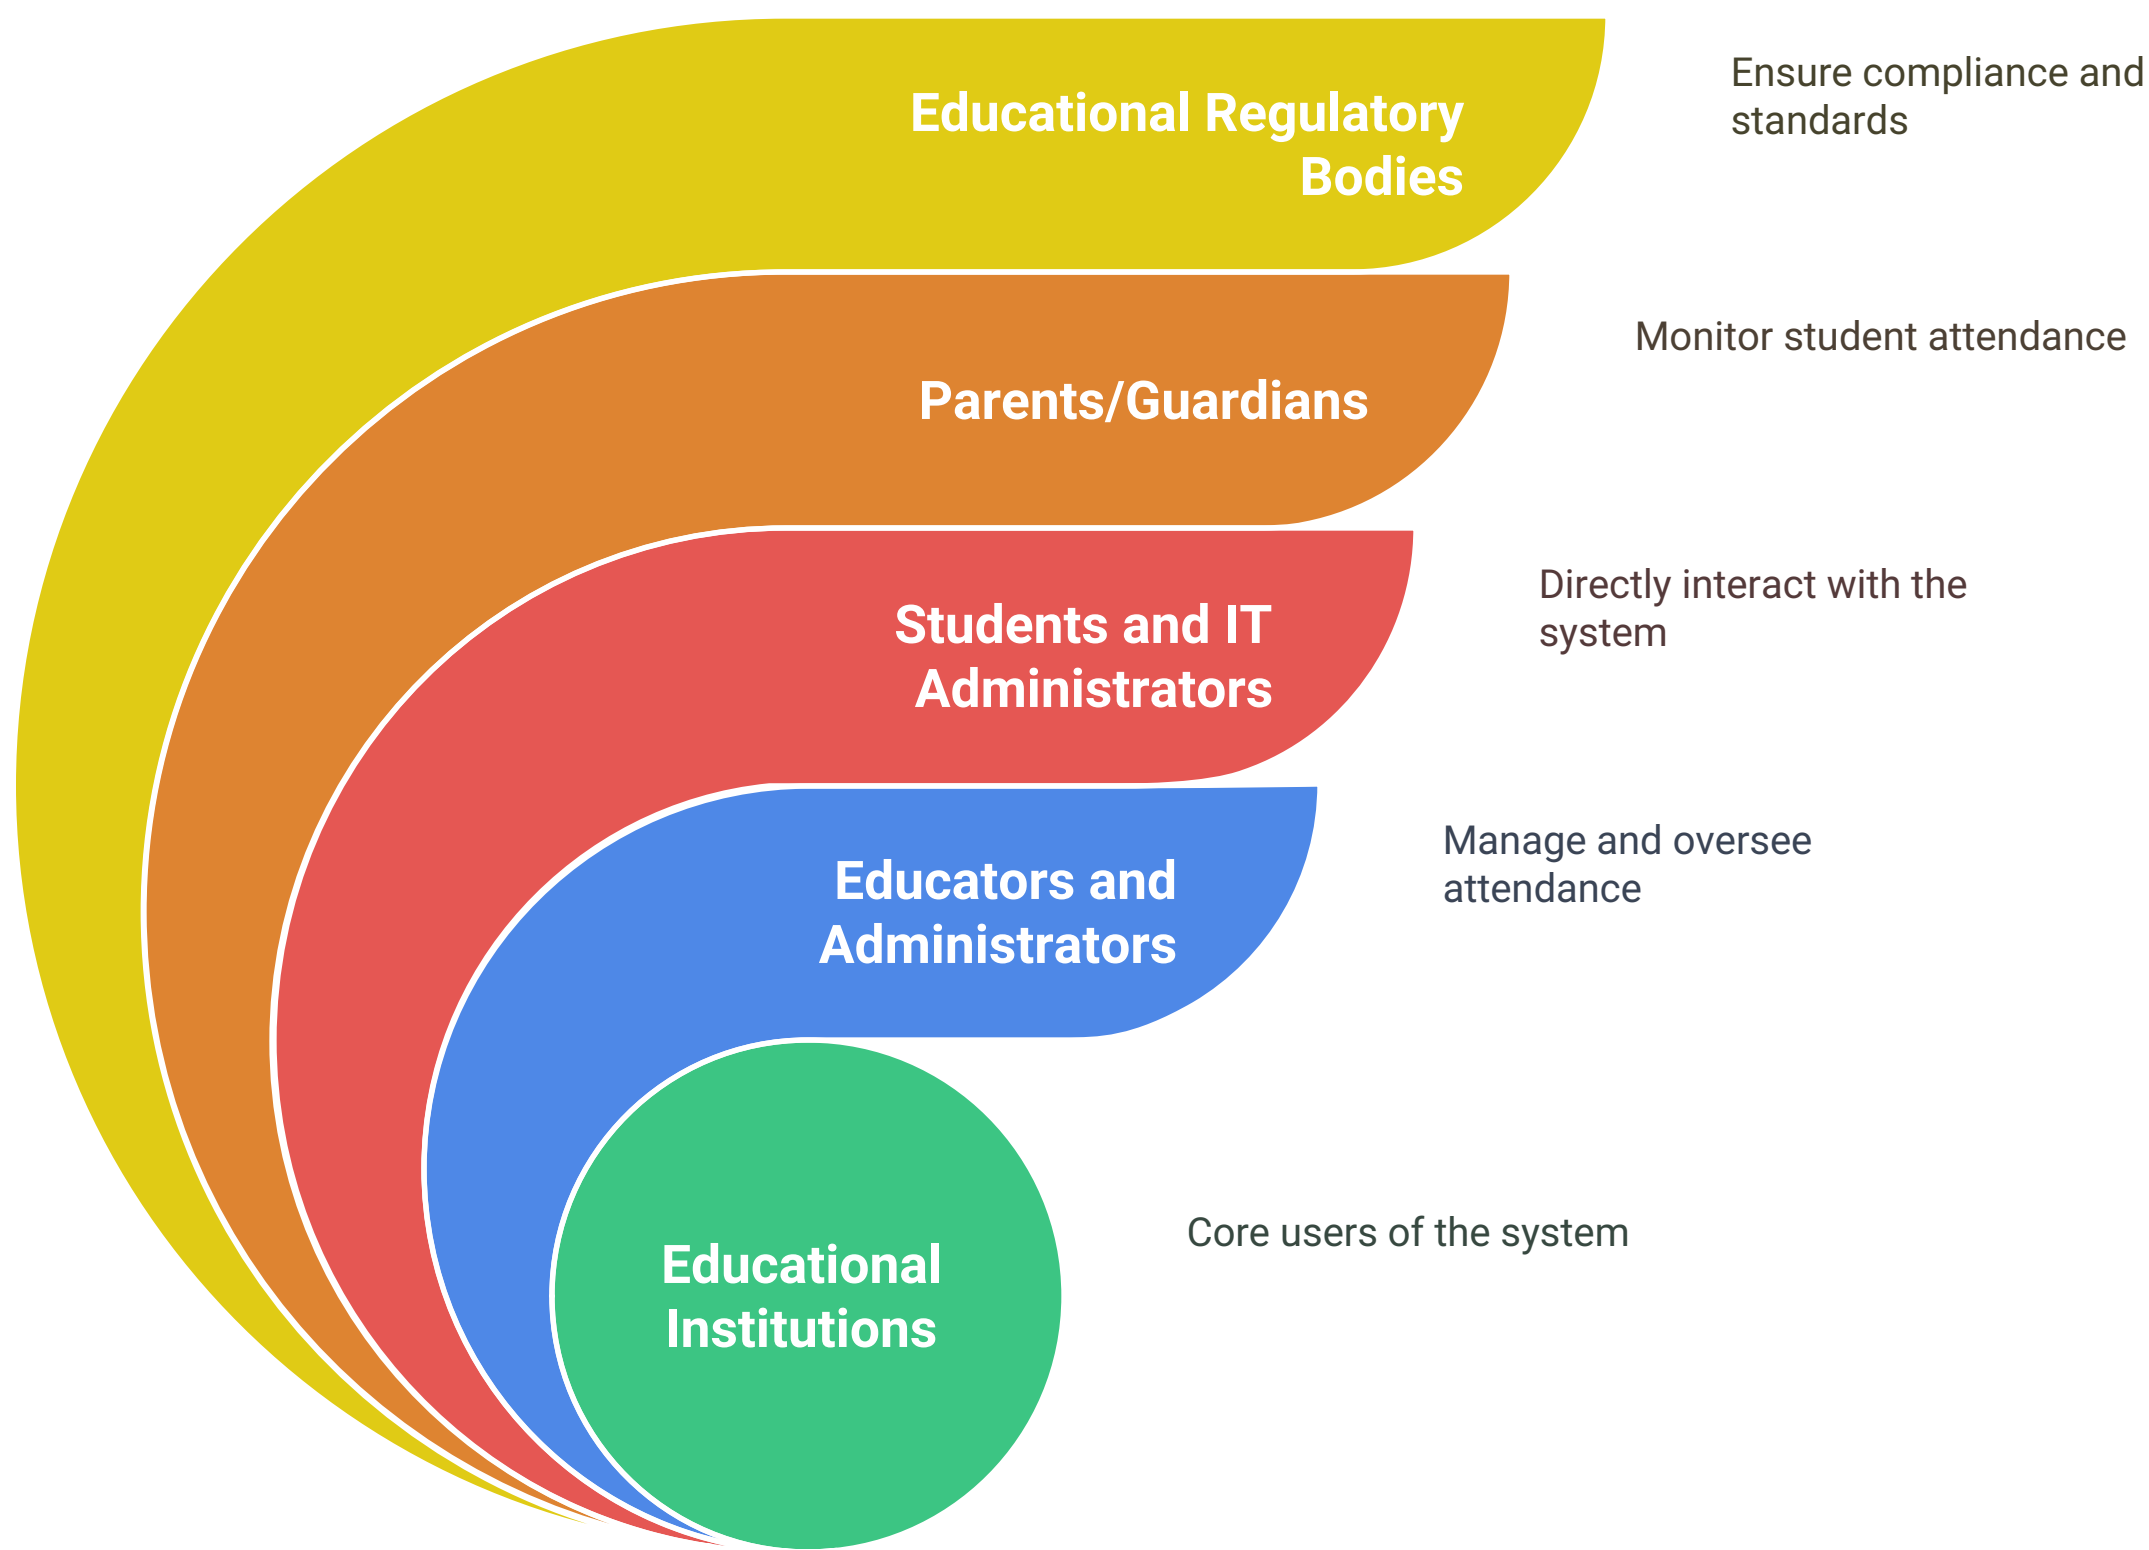 Educational Regulatory
Bodies
Ensure compliance and
standards
Parents/Guardians
Monitor student attendance
Students and IT
Administrators
Directly interact with the
system
Educators and
Administrators
Manage and oversee
attendance
Educational
Institutions
Core users of the system